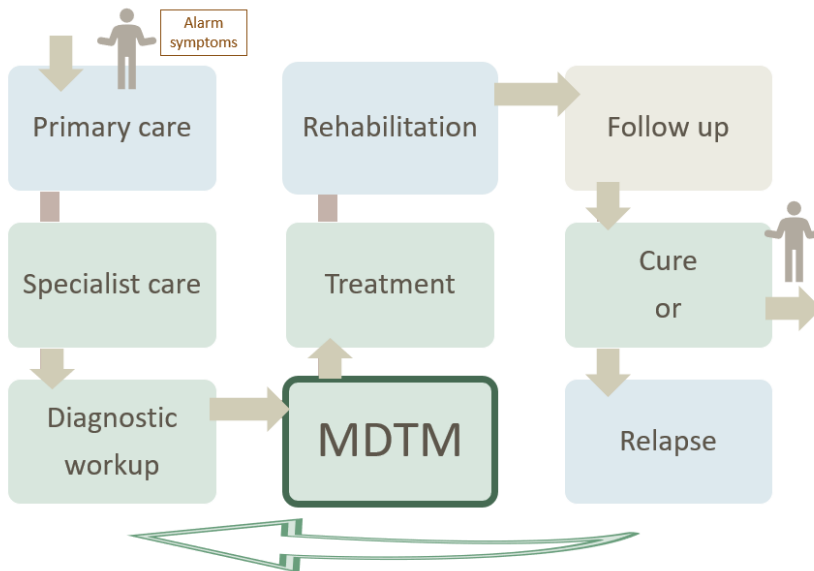 Alarm
symptoms
Primary care
Specialist care
Diagnostic
workup
MDTM
Treatment
Rehabilitation
Follow up
Cure
or
Relapse